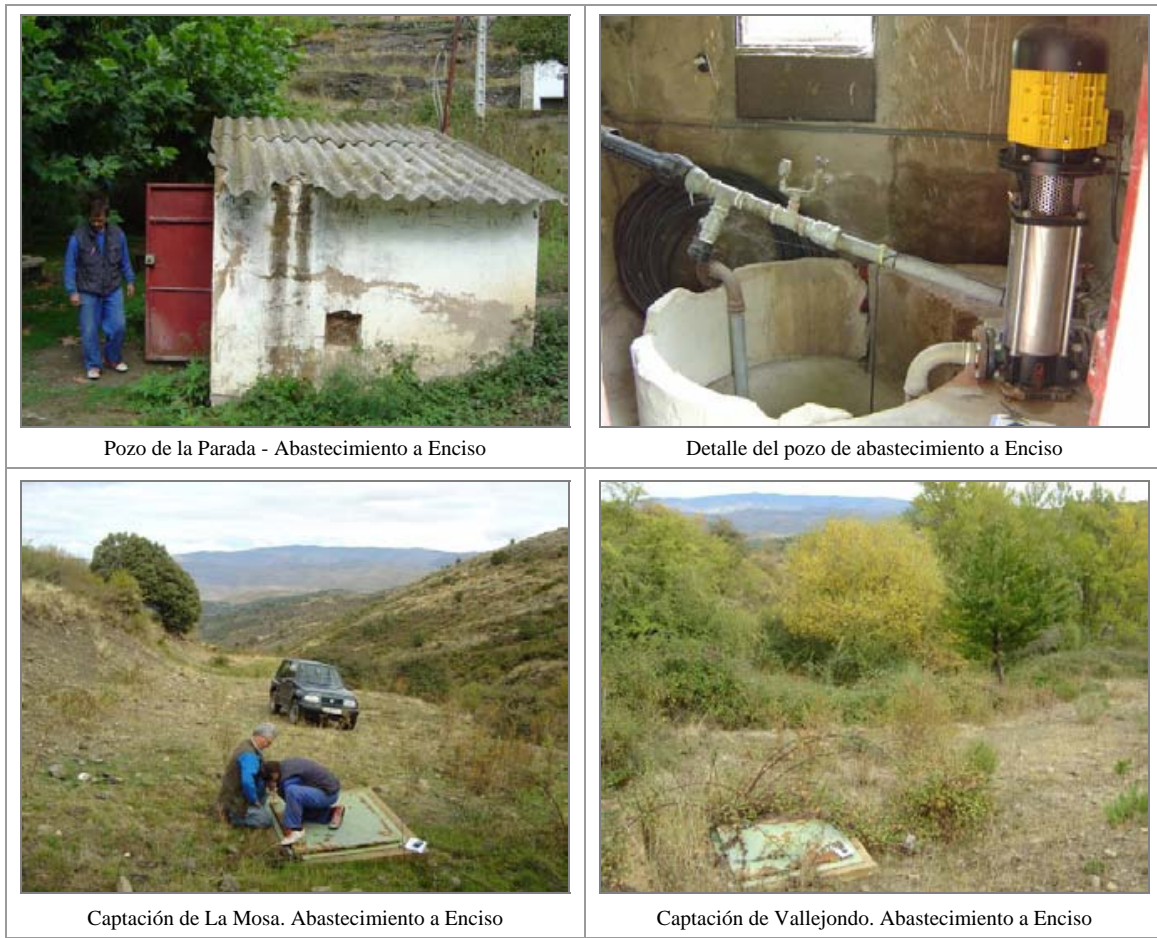 Pozo de la Parada - Abastecimiento a Enciso
Detalle del pozo de abastecimiento a Enciso
Captación de La Mosa. Abastecimiento a Enciso
Captación de Vallejondo. Abastecimiento a Enciso